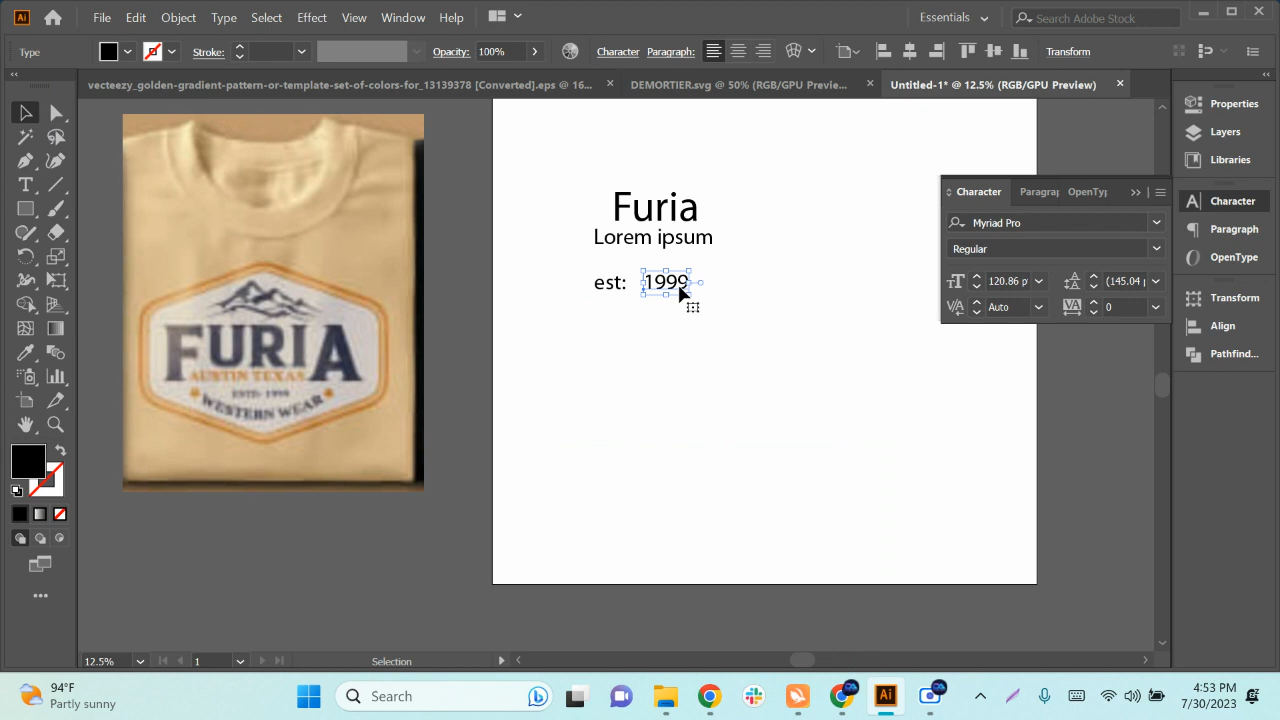 Ai File Edit Object Type Select Effect View Window Help Essentials Search Adobe Stock
Type Stroke: Opacity: 100% Character Paragraph: Transform
vecteezy_golden-gradient-pattern-or-template-set-of-colors-for_13139378 [Converted].eps @ 16... DEMORTIER.svg @ 50% (RGB/GPU Previe... Untitled-1* @ 12.5% (RGB/GPU Preview)
Properties
Layers
Libraries
Character
Paragraph
OpenType
Transform
Align
Pathfind...
Character Paragra OpenTyp
Myriad Pro
Regular
120.86 p (145.04
Auto 0
Furia
Lorem ipsum
est: 1999
FURIA
AUSTIN TEXAS
ESTD 1999
WESTERN WEAR
12.5% 1 Selection
94°F
Partly sunny
Search
Ai
4:53 PM
7/30/2023